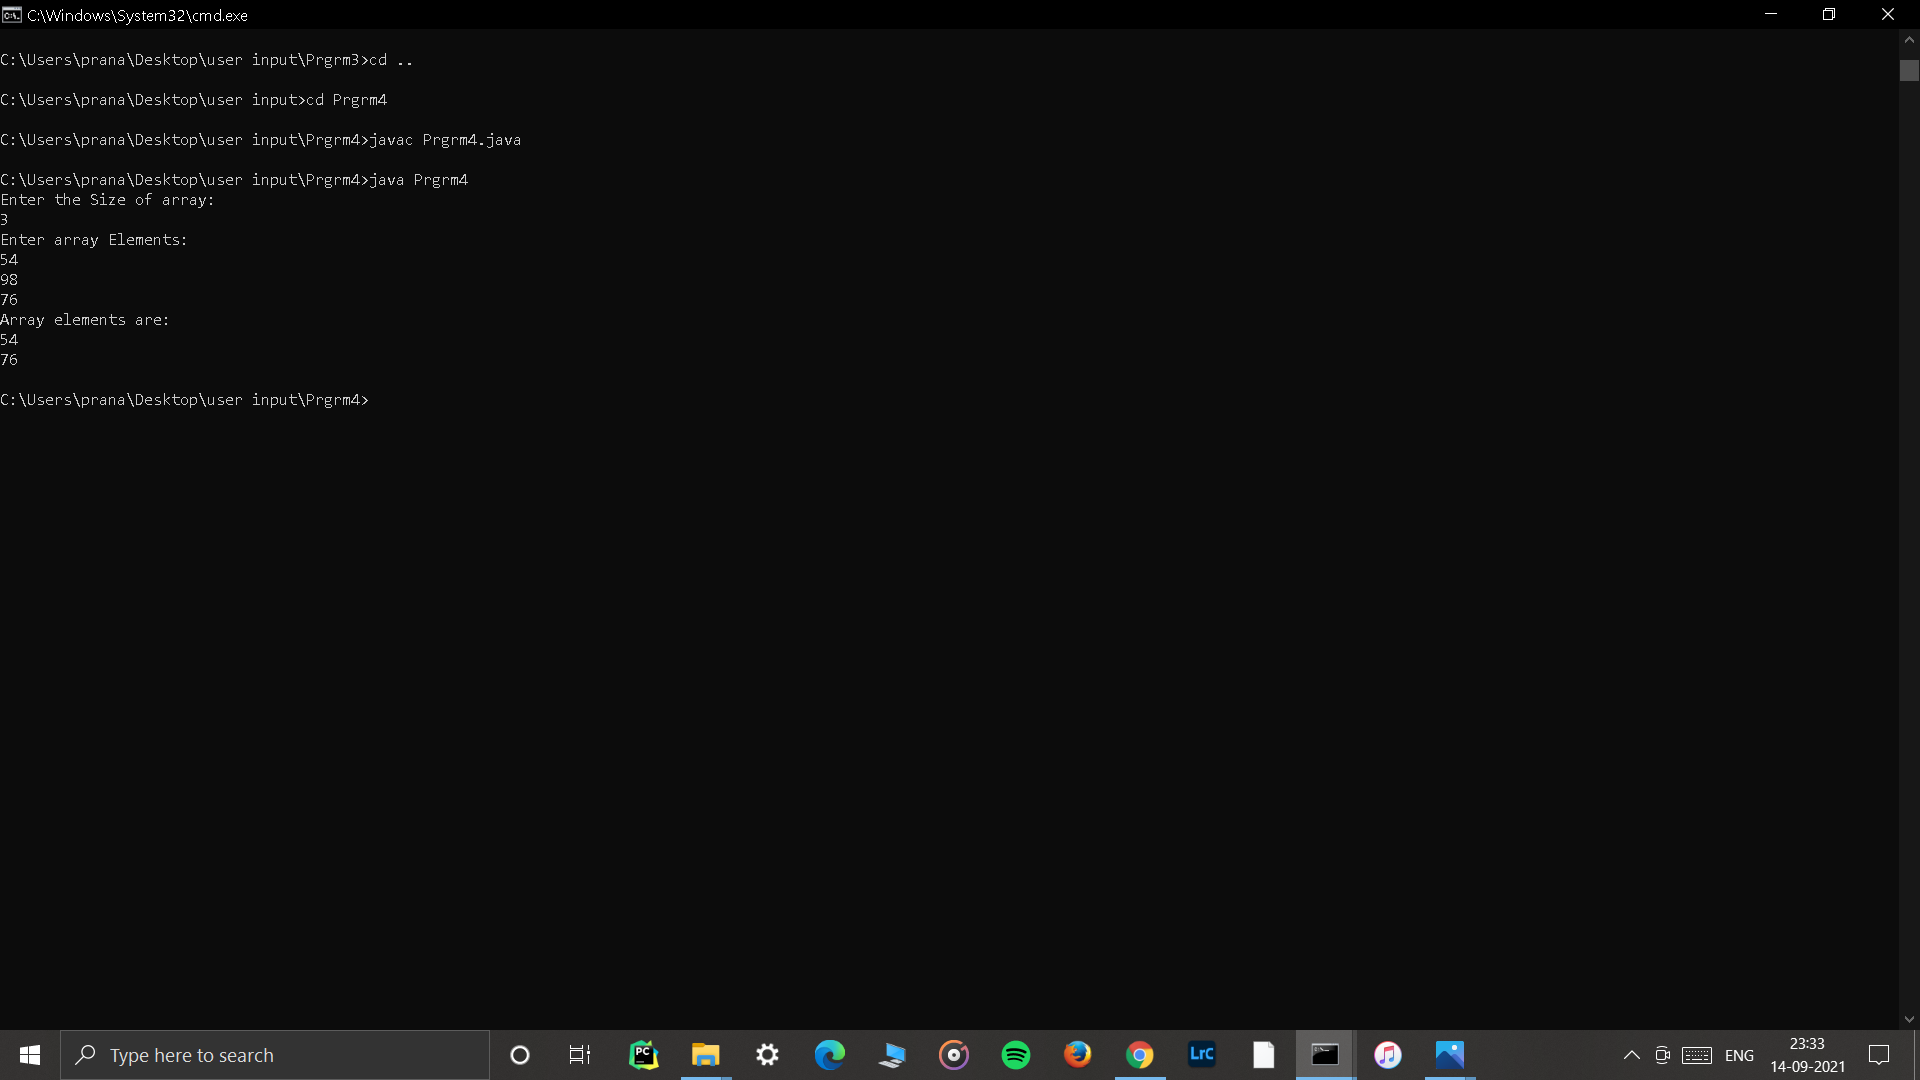 C:\Windows\System32\cmd.exe
C:\Users\prana\Desktop\user input\Prgrm3>cd ..
C:\Users\prana\Desktop\user input>cd Prgrm4
C:\Users\prana\Desktop\user input\Prgrm4>javac Prgrm4.java
C:\Users\prana\Desktop\user input\Prgrm4>java Prgrm4
Enter the Size of array:
3
Enter array Elements:
54
98
76
Array elements are:
54
76
C:\Users\prana\Desktop\user input\Prgrm4>
Type here to search
PC
LrC
ENG
23:33
14-09-2021